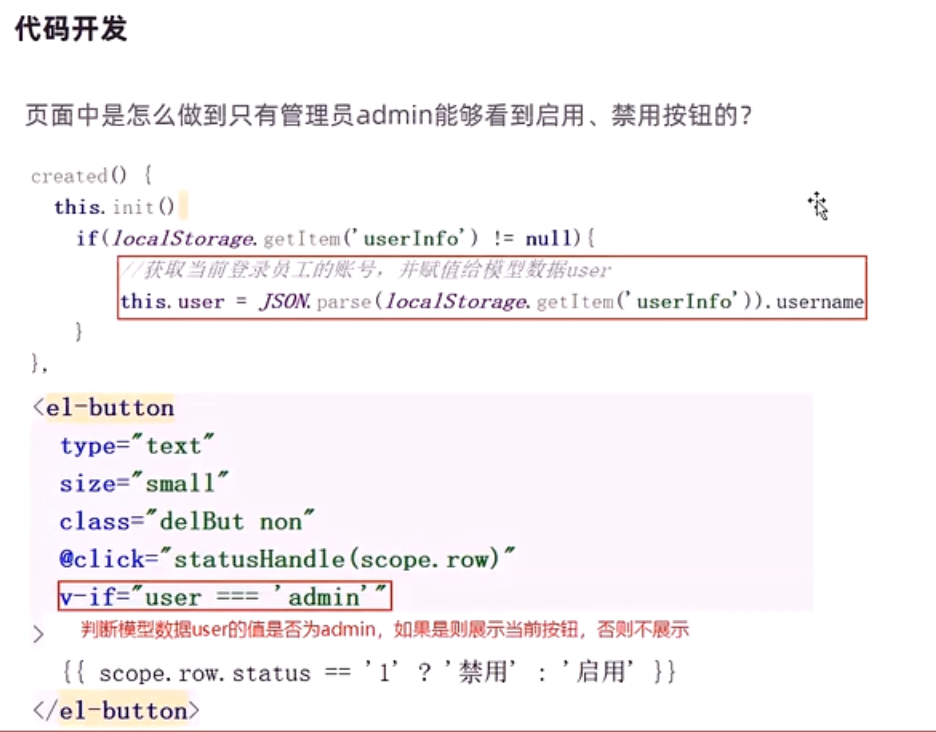 代码开发
页面中是怎么做到只有管理员admin能够看到启用、禁用按钮的?
created() {
this.init()
if(localStorage.getItem('userInfo') != null){
//获取当前登录员工的账号，并赋值给模型数据user
this.user = JSON.parse(localStorage.getItem('userInfo')).username
}
},
<el-button
type="text"
size="small"
class="delBut non"
@click="statusHandle(scope.row)"
v-if="user === 'admin'"
> 判断模型数据user的值是否为admin，如果是则展示当前按钮，否则不展示
{{ scope.row.status == '1' ? '禁用' : '启用' }}
</el-button>